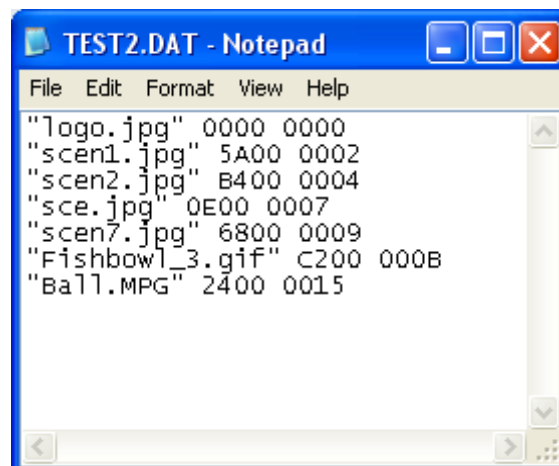 TEST2.DAT - Notepad
File Edit Format View Help
"logo.jpg" 0000 0000
"scen1.jpg" 5A00 0002
"scen2.jpg" B400 0004
"sce.jpg" 0E00 0007
"scen7.jpg" 6800 0009
"Fishbowl_3.gif" C200 000B
"Ball.MPG" 2400 0015